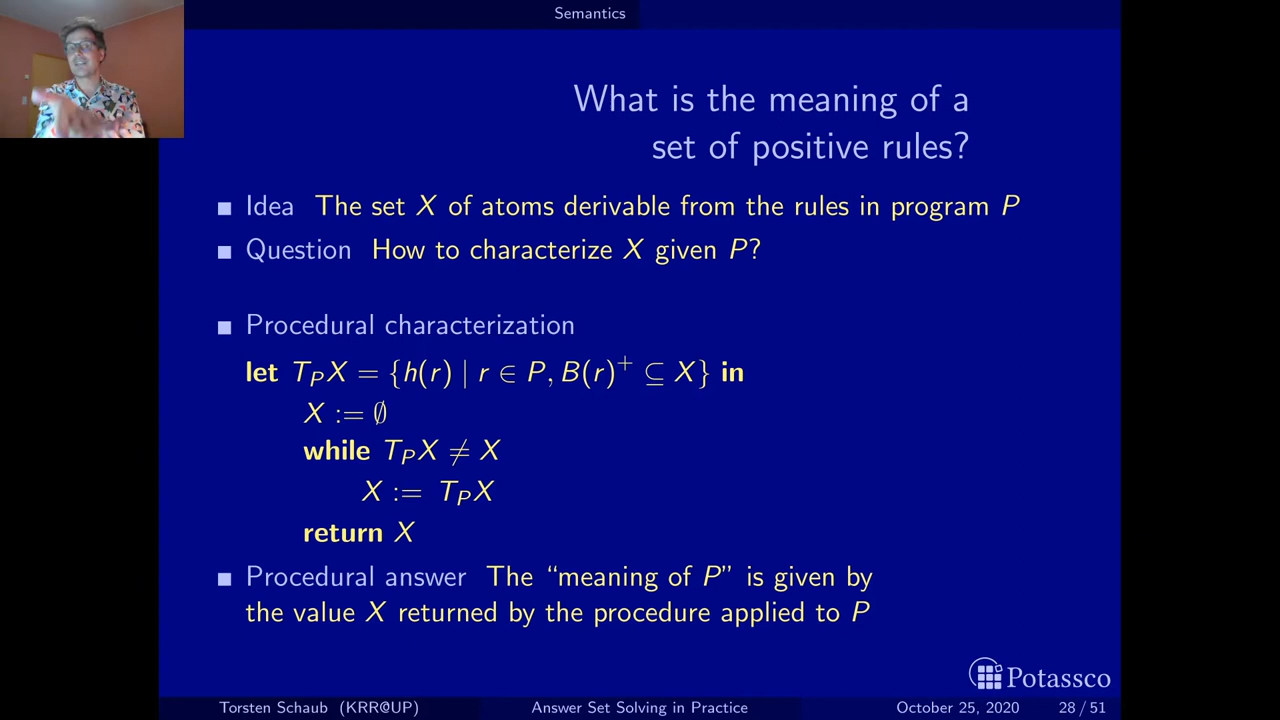 Semantics
What is the meaning of a
set of positive rules?
■ Idea The set X of atoms derivable from the rules in program P
■ Question How to characterize X given P?
■ Procedural characterization
let T_P X = {h(r) | r ∈ P, B(r)⁺ ⊆ X} in
X := ∅
while T_P X ≠ X
X := T_P X
return X
■ Procedural answer The “meaning of P” is given by
the value X returned by the procedure applied to P
Potassco
Torsten Schaub (KRR@UP) Answer Set Solving in Practice October 25, 2020 28 / 51